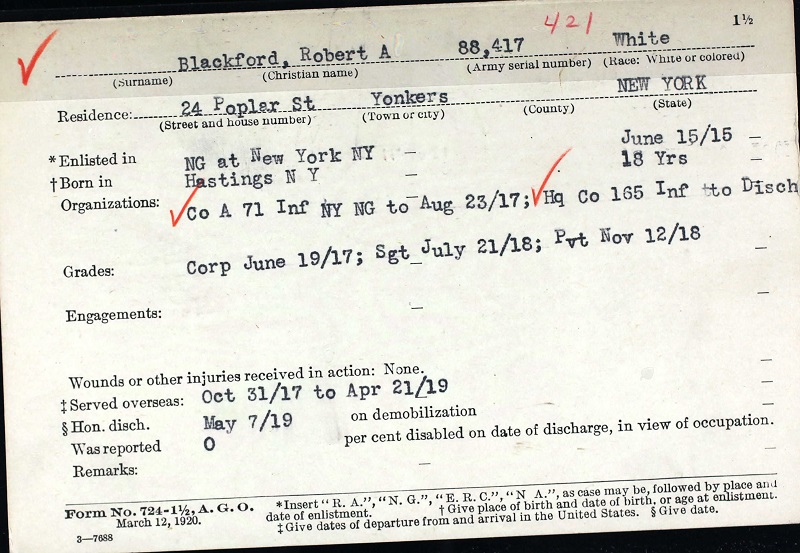 421
1½
Blackford, Robert A 88,417 White
(Surname) (Christian name) (Army serial number) (Race: White or colored)
Residence: 24 Poplar St Yonkers NEW YORK
(Street and house number) (Town or city) (County) (State)
*Enlisted in NG at New York NY — June 15/15 —
†Born in Hastings N Y — 18 Yrs —
Organizations: Co A 71 Inf NY NG to Aug 23/17; Hq Co 165 Inf to Disch
Grades: Corp June 19/17; Sgt July 21/18; Pvt Nov 12/18 —
Engagements: — —
Wounds or other injuries received in action: None. —
‡Served overseas: Oct 31/17 to Apr 21/19 —
§Hon. disch. May 7/19 on demobilization —
Was reported 0 per cent disabled on date of discharge, in view of occupation.
Remarks: —
Form No. 724-1½, A. G. O. *Insert "R. A.", "N. G.", "E. R. C.", "N A.", as case may be, followed by place and
March 12, 1920. date of enlistment. †Give place of birth and date of birth, or age at enlistment.
‡Give dates of departure from and arrival in the United States. §Give date.
3—7688